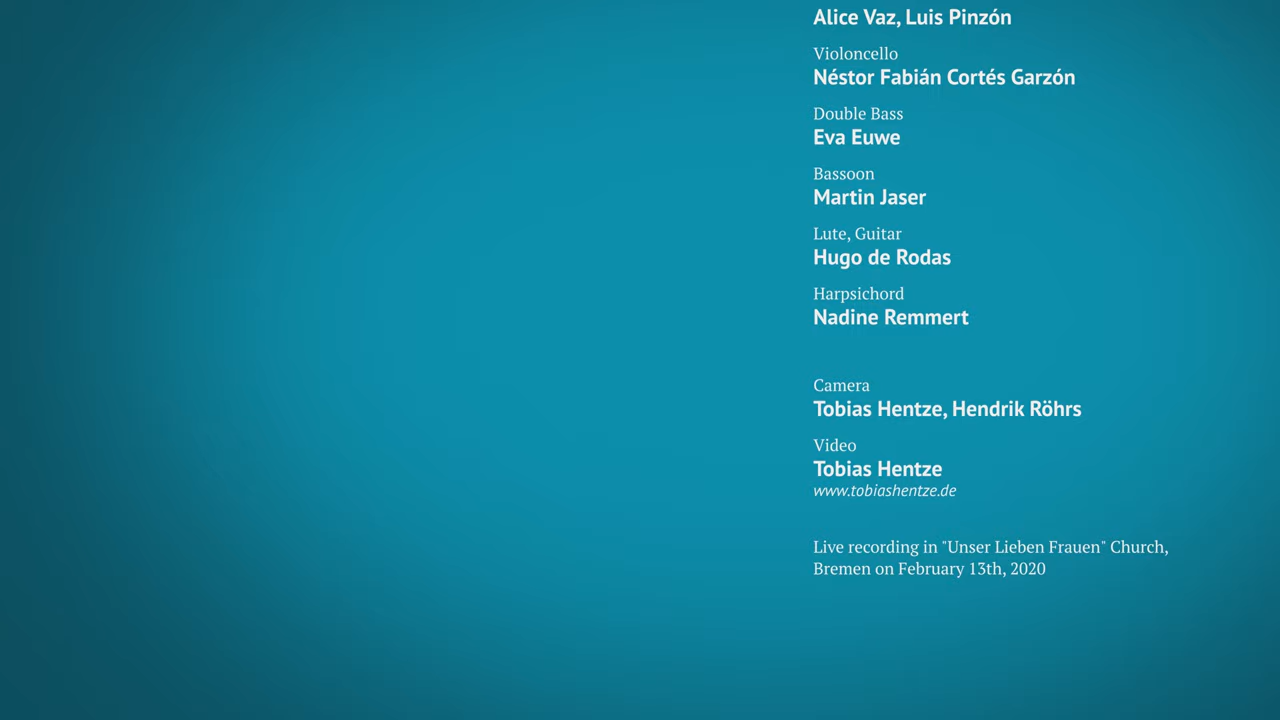 Alice Vaz, Luis Pinzón
Violoncello
Néstor Fabián Cortés Garzón
Double Bass
Eva Euwe
Bassoon
Martin Jaser
Lute, Guitar
Hugo de Rodas
Harpsichord
Nadine Remmert
Camera
Tobias Hentze, Hendrik Röhrs
Video
Tobias Hentze
www.tobiashentze.de
Live recording in "Unser Lieben Frauen" Church,
Bremen on February 13th, 2020